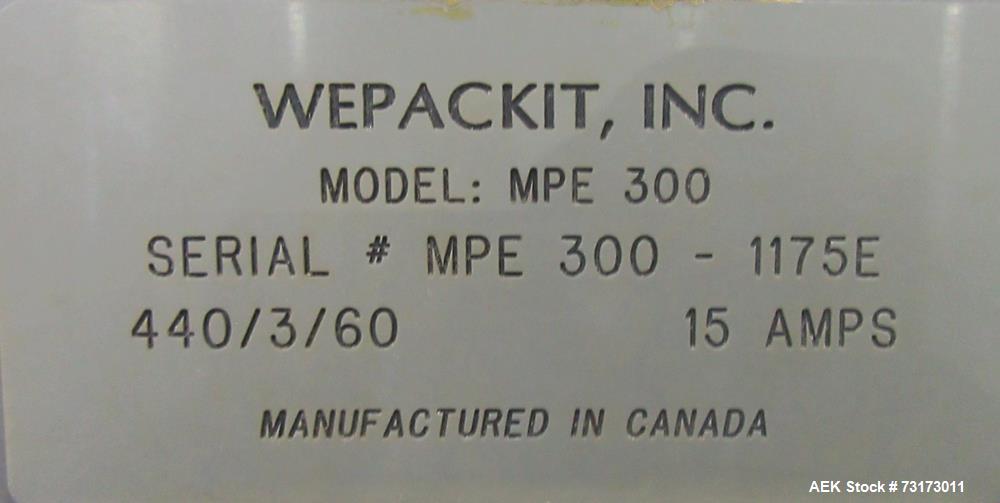 WEPACKIT, INC.
MODEL: MPE 300
SERIAL # MPE 300 - 1175E
440/3/60 15 AMPS
MANUFACTURED IN CANADA
AEK Stock # 73173011